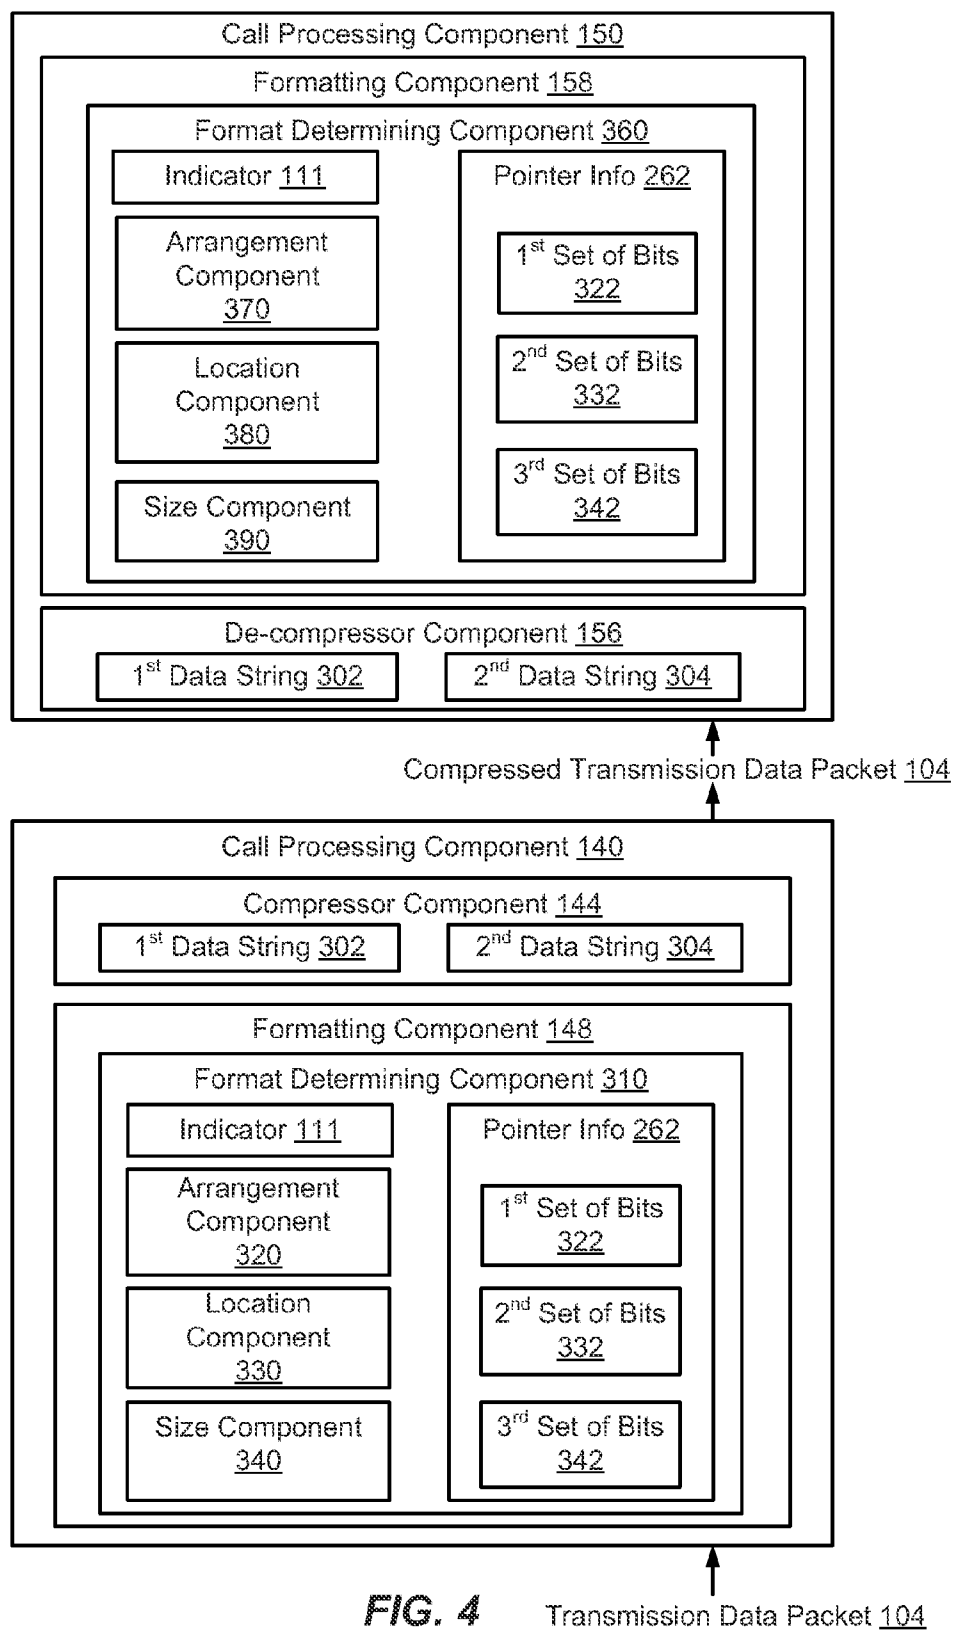 Call Processing Component 150
Formatting Component 158
Format Determining Component 360
Indicator 111
Arrangement
Component
370
Location
Component
380
Size Component
390
Pointer Info 262
1st Set of Bits
322
2nd Set of Bits
332
3rd Set of Bits
342
De-compressor Component 156
1st Data String 302
2nd Data String 304
Compressed Transmission Data Packet 104
Call Processing Component 140
Compressor Component 144
1st Data String 302
2nd Data String 304
Formatting Component 148
Format Determining Component 310
Indicator 111
Arrangement
Component
320
Location
Component
330
Size Component
340
Pointer Info 262
1st Set of Bits
322
2nd Set of Bits
332
3rd Set of Bits
342
FIG. 4
Transmission Data Packet 104